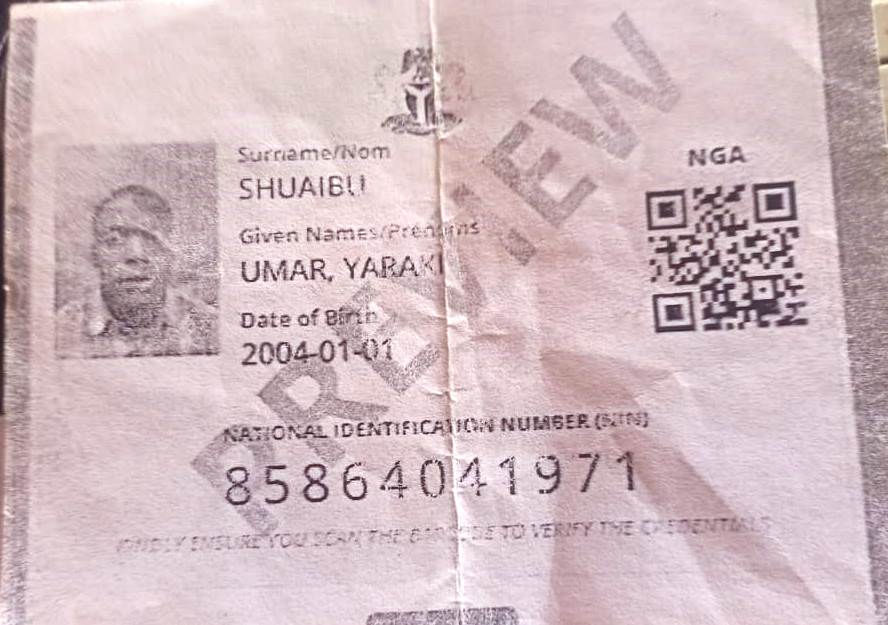 Surname/Nom
SHUAIBU
NGA
Given Names/Prénoms
UMAR, YARAKI
Date of Birth
2004-01-01
PREVIEW
NATIONAL IDENTIFICATION NUMBER (NIN)
85864041971
KINDLY ENSURE YOU SCAN THE BARCODE TO VERIFY THE CREDENTIALS